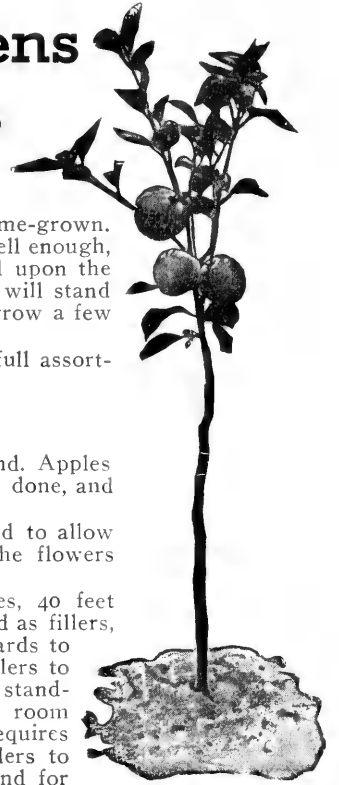 ens
me-grown.
ell enough,
upon the
will stand
row a few
full assort-
nd. Apples
done, and
d to allow
he flowers
es, 40 feet
d as fillers,
ards to
lers to
stand-
room
equires
lers to
nd for